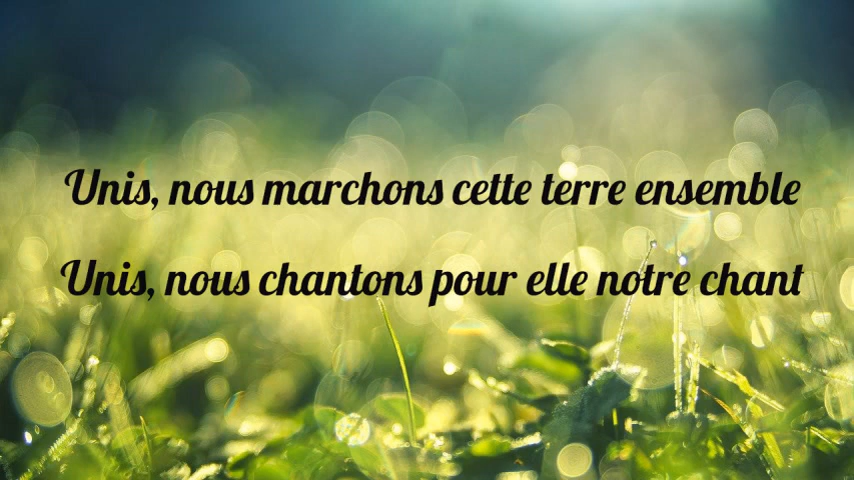 Unis, nous marchons cette terre ensemble
Unis, nous chantons pour elle notre chant